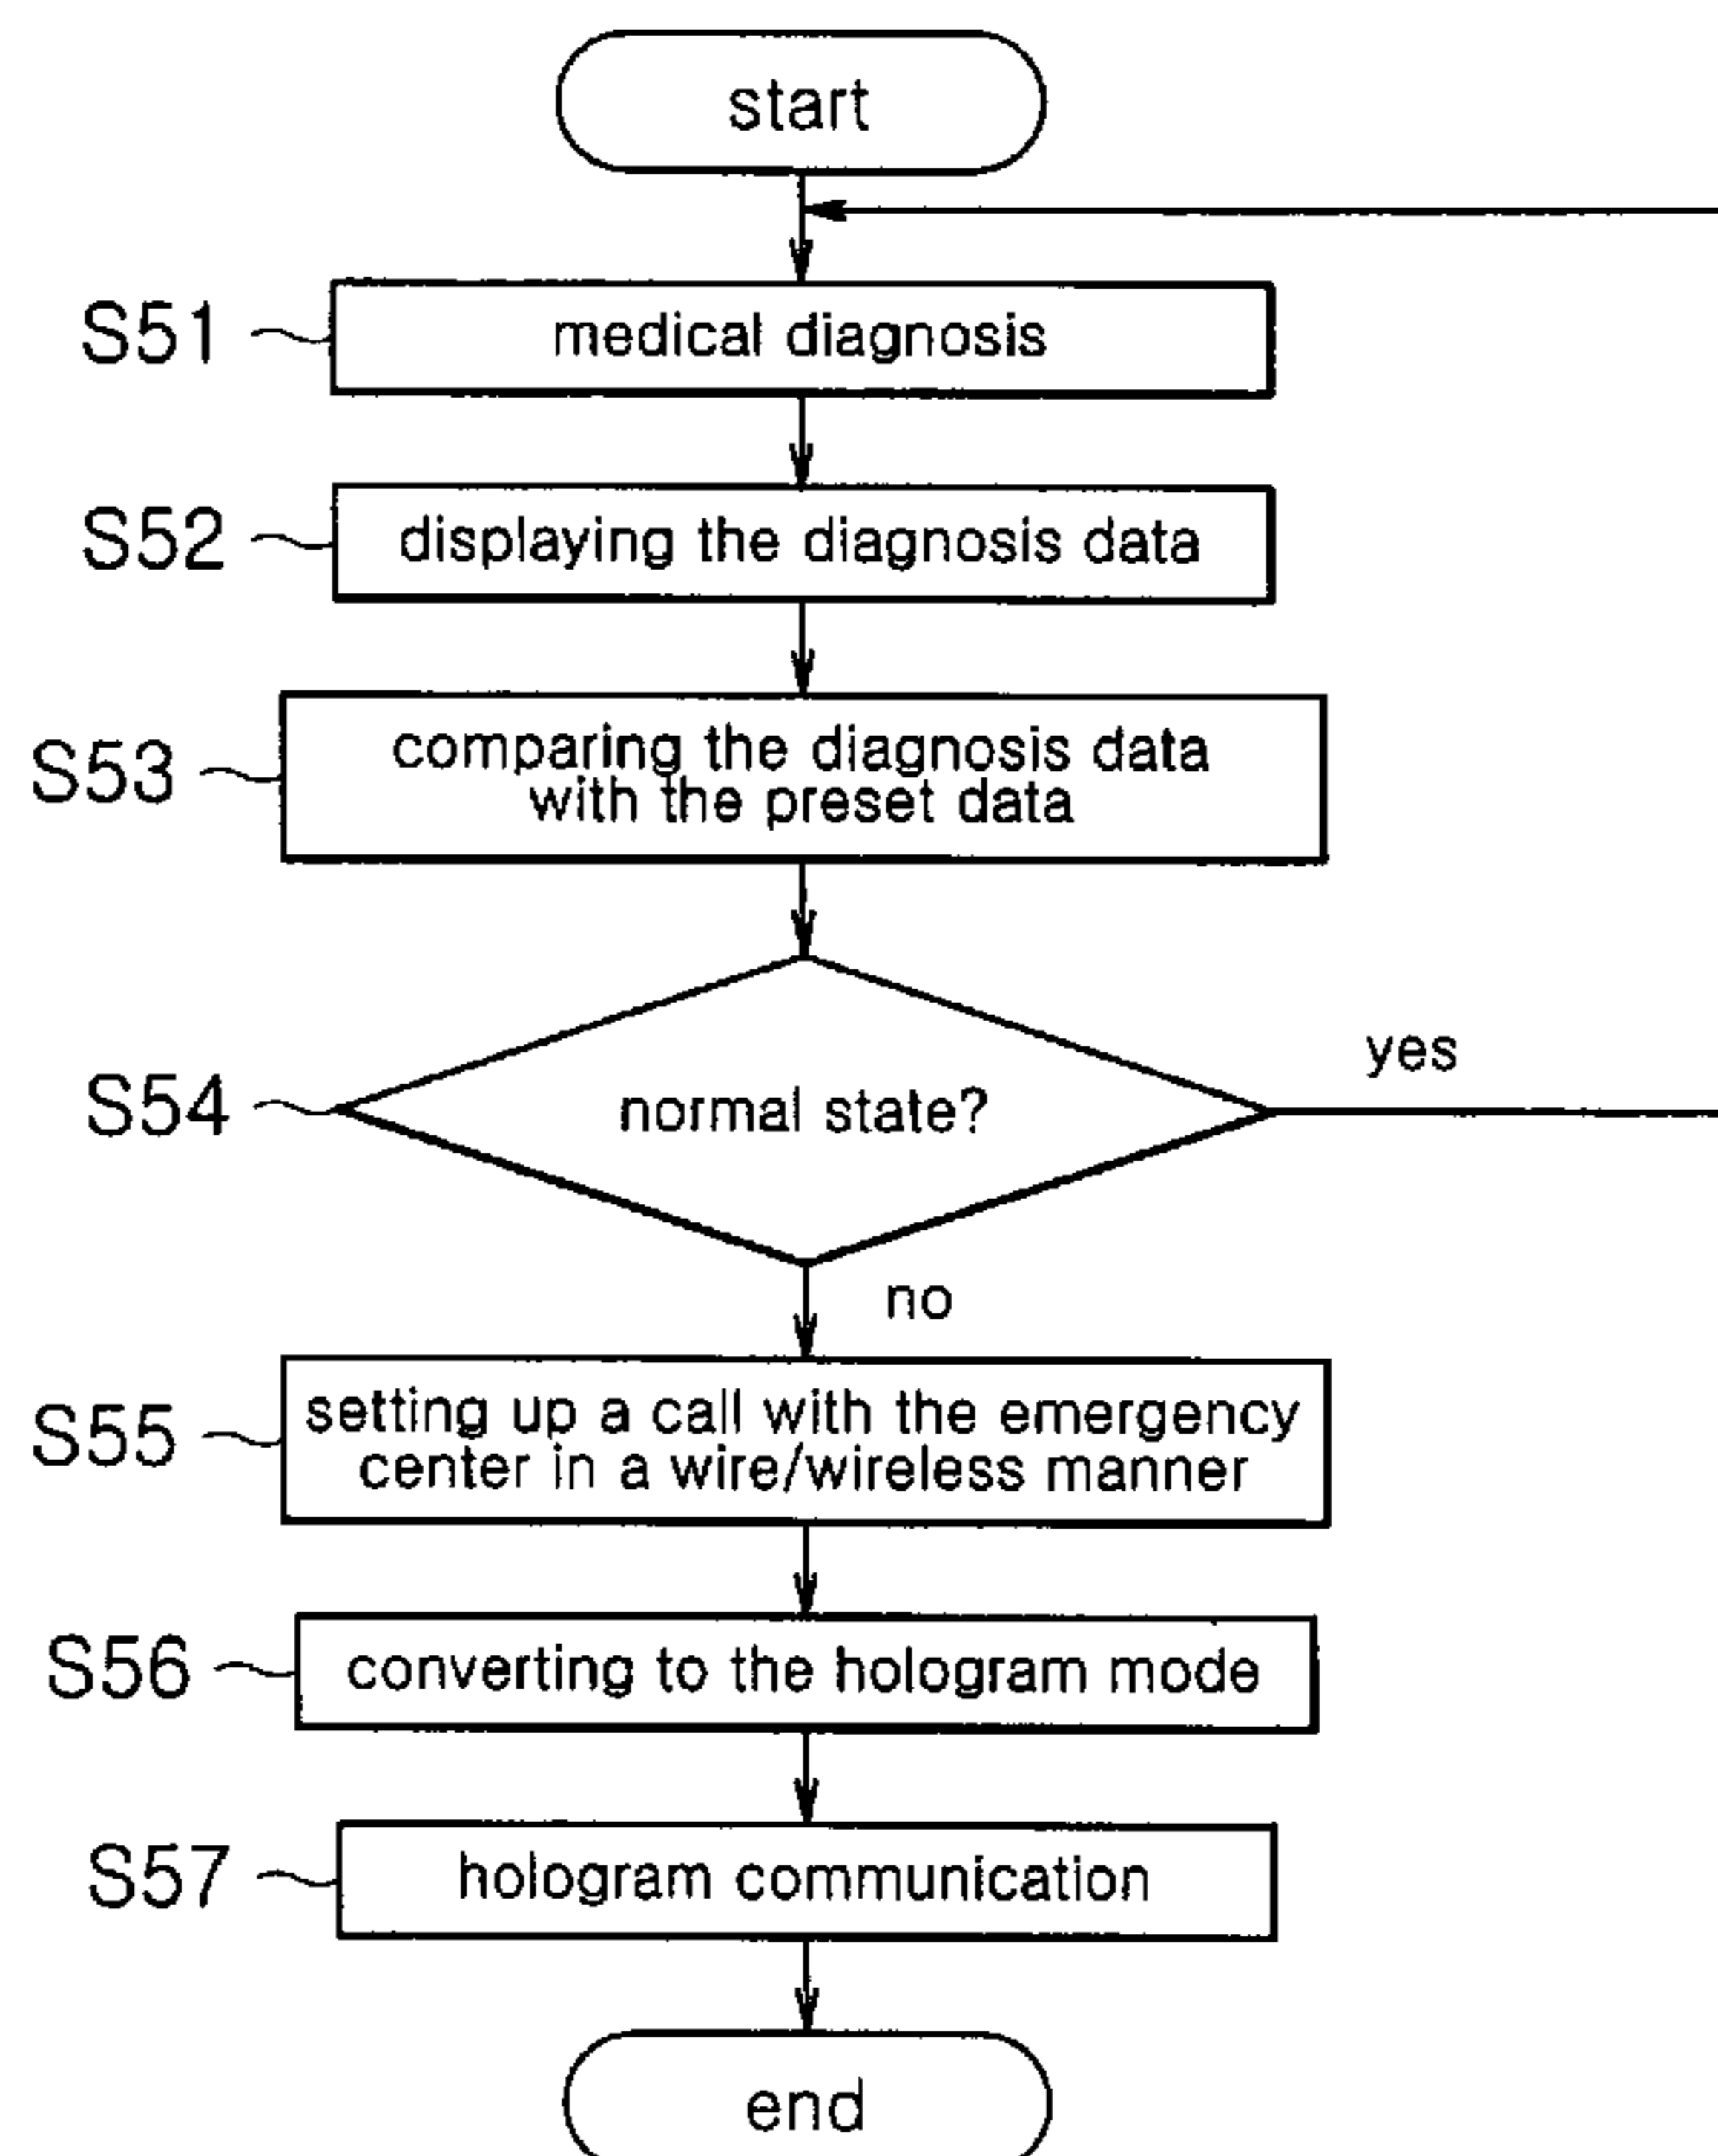 start
S51
medical diagnosis
S52
displaying the diagnosis data
S53
comparing the diagnosis data
with the preset data
S54
normal state?
yes
no
S55
setting up a call with the emergency
center in a wire/wireless manner
S56
converting to the hologram mode
S57
hologram communication
end